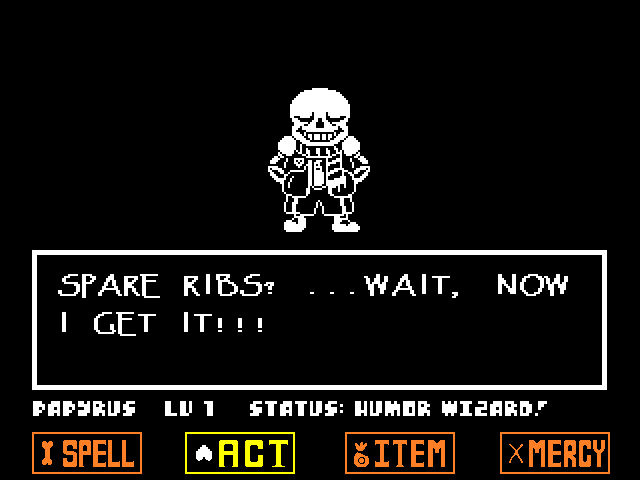 SPARE RIBS? ...WAIT, NOW
I GET IT!!!
PAPYRUS LV 1 STATUS: HUMOR WIZARD!
SPELL ACT ITEM MERCY